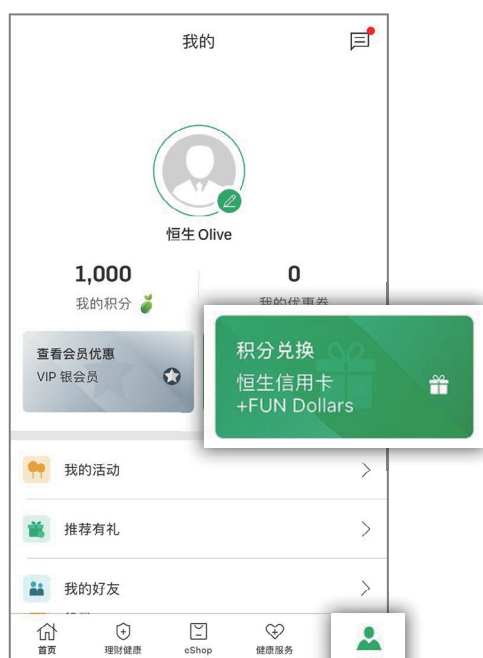 我的
恒生 Olive
1,000
我的积分
0
我的优惠券
查看会员优惠
VIP 银会员
积分兑换
恒生信用卡
+FUN Dollars
我的活动
推荐有礼
我的好友
首页
理财健康
eShop
健康服务